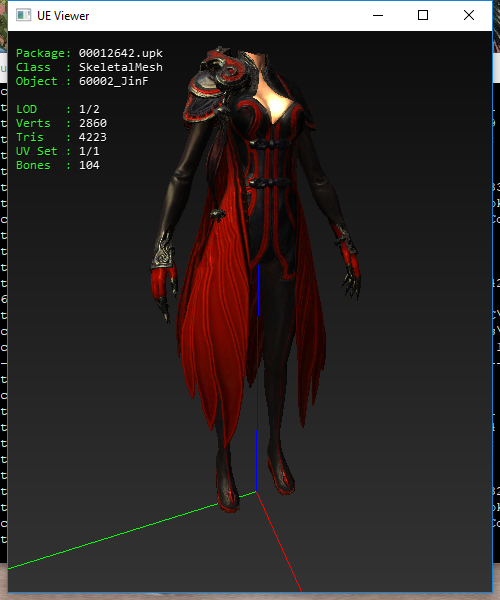 UE Viewer
Package: 00012642.upk
Class  : SkeletalMesh
Object : 60002_JinF
LOD    : 1/2
Verts  : 2860
Tris   : 4223
UV Set : 1/1
Bones  : 104